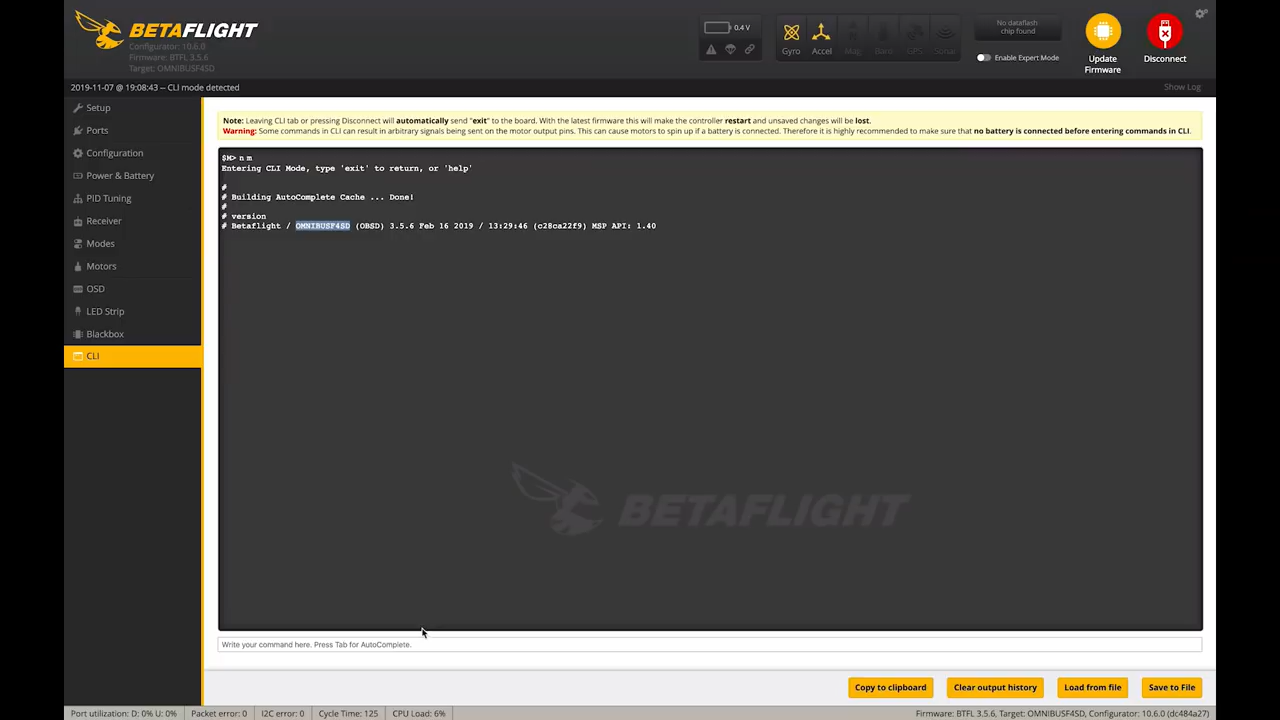 BETAFLIGHT
Configurator: 10.6.0
Firmware: BTFL 3.5.6
Target: OMNIBUSF4SD
0.4 V
Gyro
Accel
Mag
Baro
GPS
Sonar
No dataflash
chip found
Enable Expert Mode
Update
Firmware
Disconnect
2019-11-07 @ 19:08:43 -- CLI mode detected
Show Log
Setup
Ports
Configuration
Power & Battery
PID Tuning
Receiver
Modes
Motors
OSD
LED Strip
Blackbox
CLI
Note: Leaving CLI tab or pressing Disconnect will automatically send "exit" to the board. With the latest firmware this will make the controller restart and unsaved changes will be lost.
Warning: Some commands in CLI can result in arbitrary signals being sent on the motor output pins. This can cause motors to spin up if a battery is connected. Therefore it is highly recommended to make sure that no battery is connected before entering commands in CLI.
$M> n m
Entering CLI Mode, type 'exit' to return, or 'help'
#
# Building AutoComplete Cache ... Done!
#
# version
# Betaflight / OMNIBUSF4SD (OBSD) 3.5.6 Feb 16 2019 / 13:29:46 (c28ca22f9) MSP API: 1.40
BETAFLIGHT
Write your command here. Press Tab for AutoComplete.
Copy to clipboard
Clear output history
Load from file
Save to File
Port utilization: D: 0% U: 0%
Packet error: 0
I2C error: 0
Cycle Time: 125
CPU Load: 6%
Firmware: BTFL 3.5.6, Target: OMNIBUSF4SD, Configurator: 10.6.0 (dc484a27)